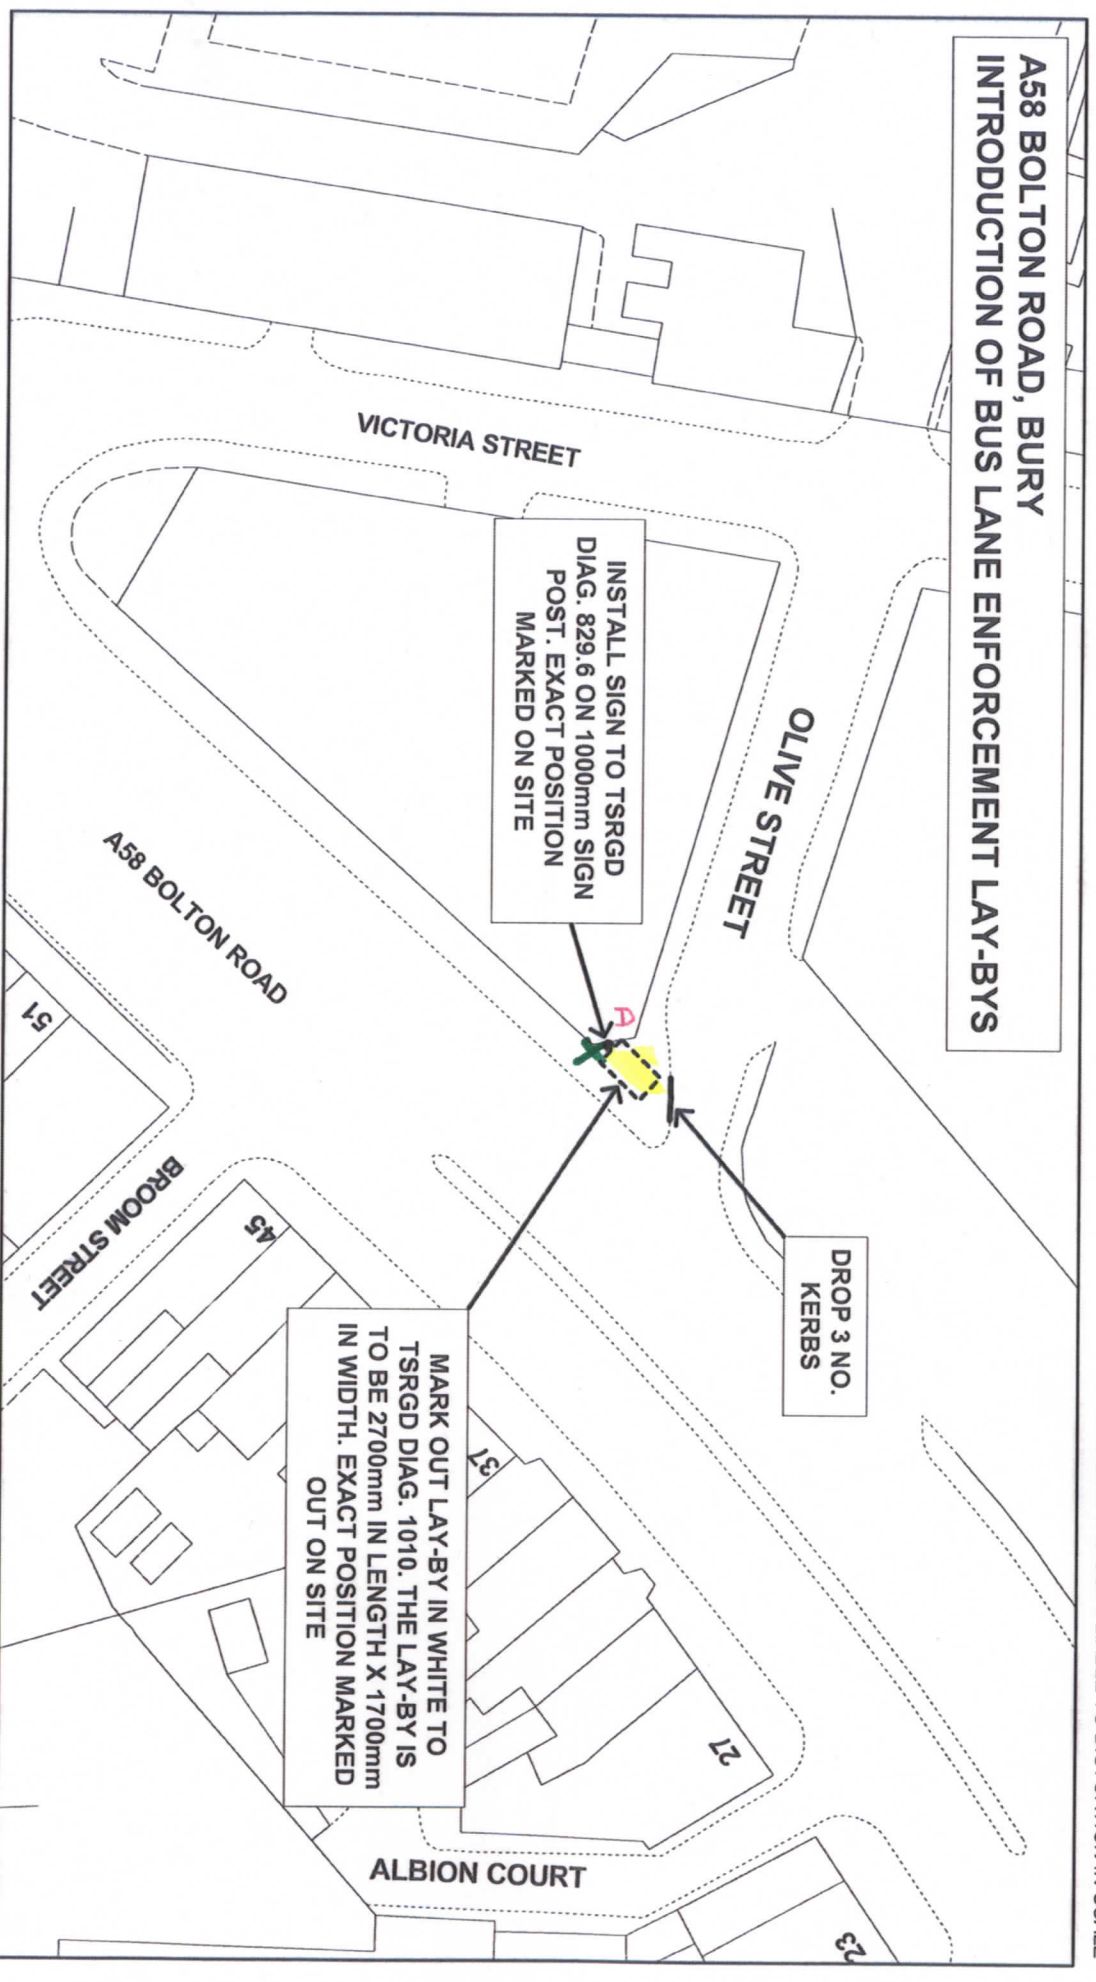 A58 BOLTON ROAD, BURY
INTRODUCTION OF BUS LANE ENFORCEMENT LAY-BYS
VICTORIA STREET
OLIVE STREET
INSTALL SIGN TO TSRGD
DIAG. 829.6 ON 1000mm SIGN
POST. EXACT POSITION
MARKED ON SITE
A
X
DROP 3 NO.
KERBS
A58 BOLTON ROAD
51
BROOM STREET
45
MARK OUT LAY-BY IN WHITE TO
TSRGD DIAG. 1010. THE LAY-BY IS
TO BE 2700mm IN LENGTH X 1700mm
IN WIDTH. EXACT POSITION MARKED
OUT ON SITE
37
27
ALBION COURT
23